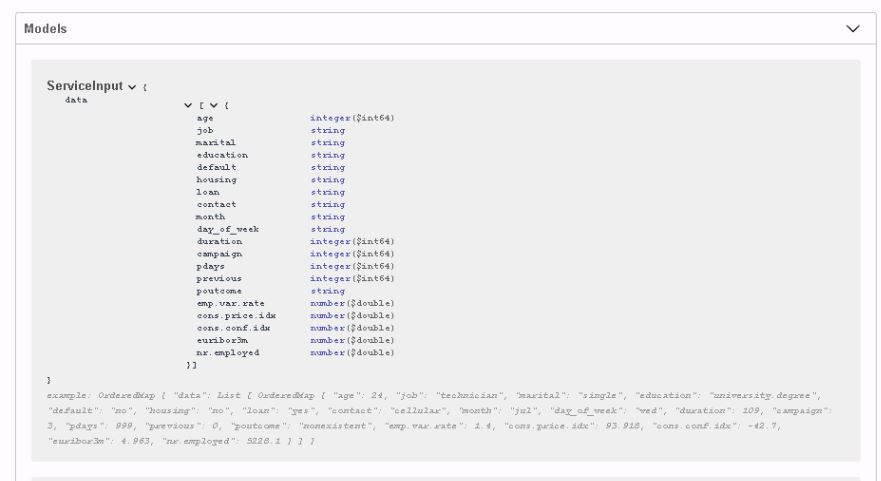 Models
ServiceInput {
data
[ {
age integer($int64)
job string
marital string
education string
default string
housing string
loan string
contact string
month string
day_of_week string
duration integer($int64)
campaign integer($int64)
pdays integer($int64)
previous integer($int64)
poutcome string
emp.var.rate number($double)
cons.price.idx number($double)
cons.conf.idx number($double)
euribor3m number($double)
nr.employed number($double)
}]
}
example: OrderedMap { "data": List [ OrderedMap { "age": 24, "job": "technician", "marital": "single", "education": "university.degree",
"default": "no", "housing": "no", "loan": "yes", "contact": "cellular", "month": "jul", "day_of_week": "wed", "duration": 109, "campaign":
3, "pdays": 999, "previous": 0, "poutcome": "nonexistent", "emp.var.rate": 1.4, "cons.price.idx": 93.918, "cons.conf.idx": -42.7,
"euribor3m": 4.963, "nr.employed": 5228.1 } ] }